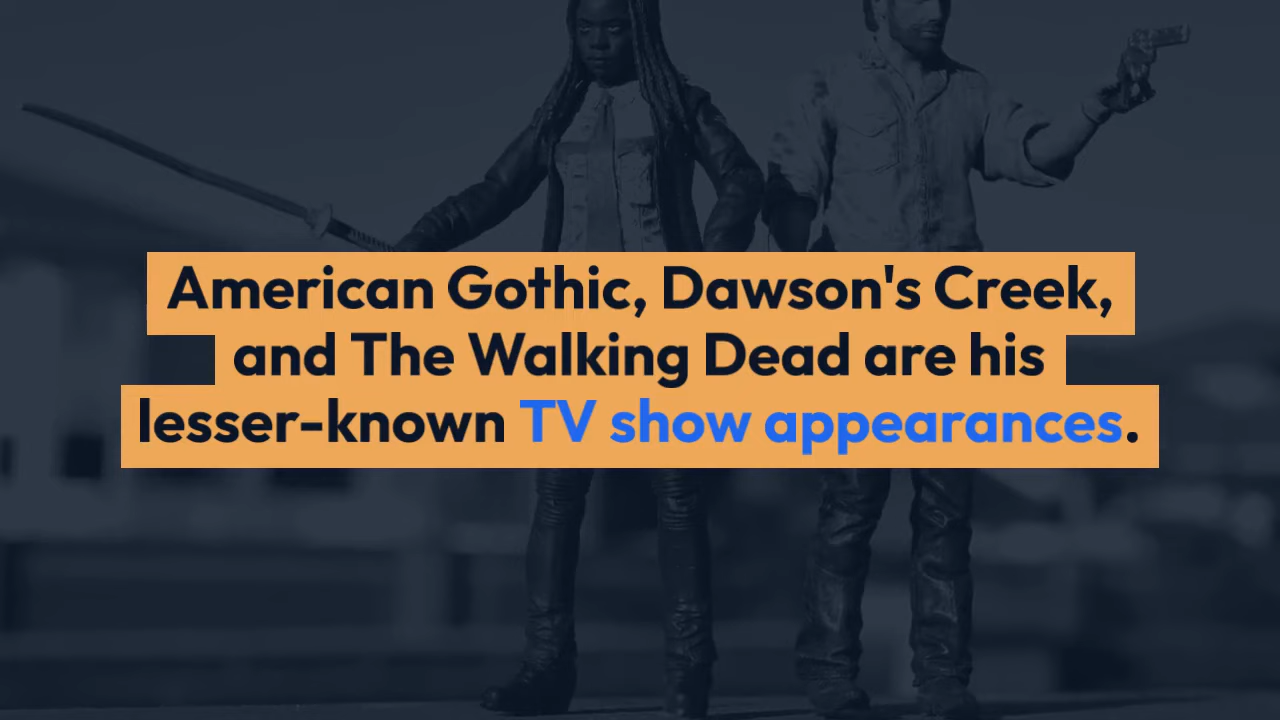 American Gothic, Dawson's Creek,
and The Walking Dead are his
lesser-known TV show appearances.